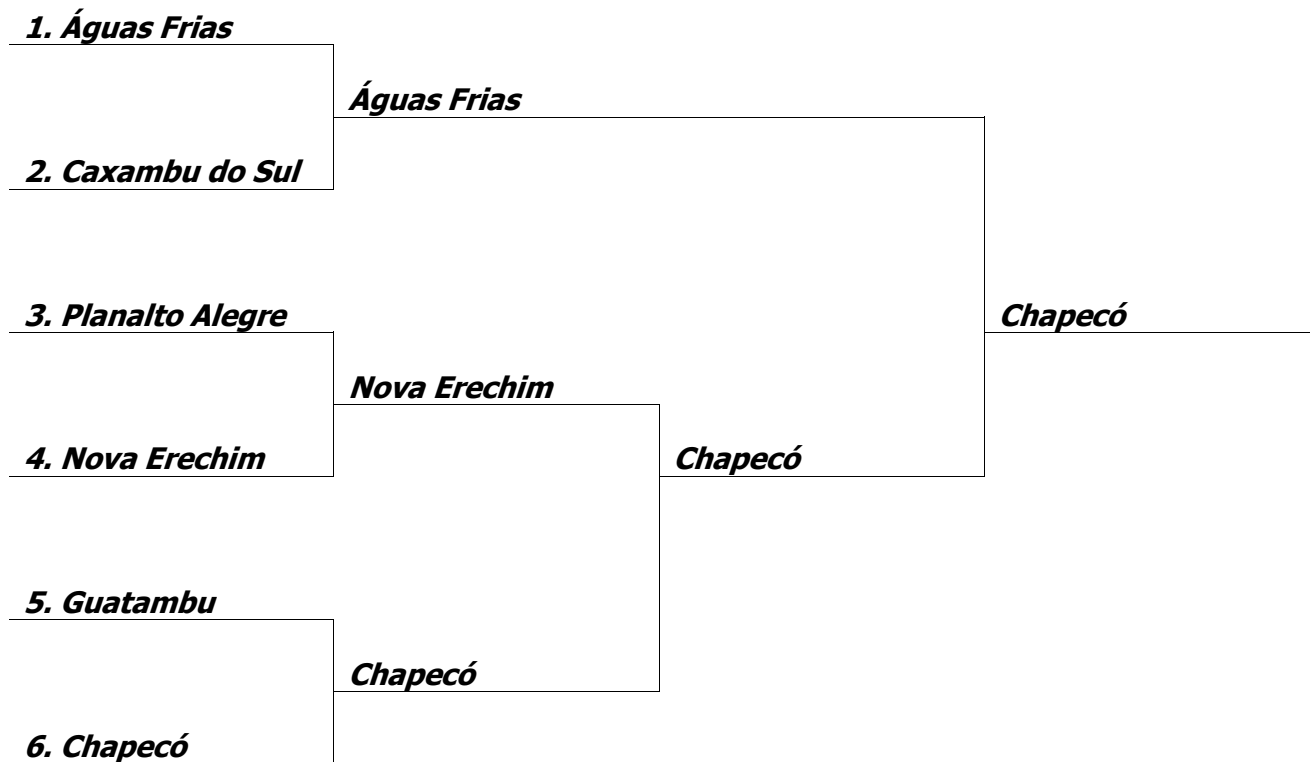 1. Águas Frias
Águas Frias
2. Caxambu do Sul
3. Planalto Alegre
Chapecó
Nova Erechim
4. Nova Erechim
Chapecó
5. Guatambu
Chapecó
6. Chapecó